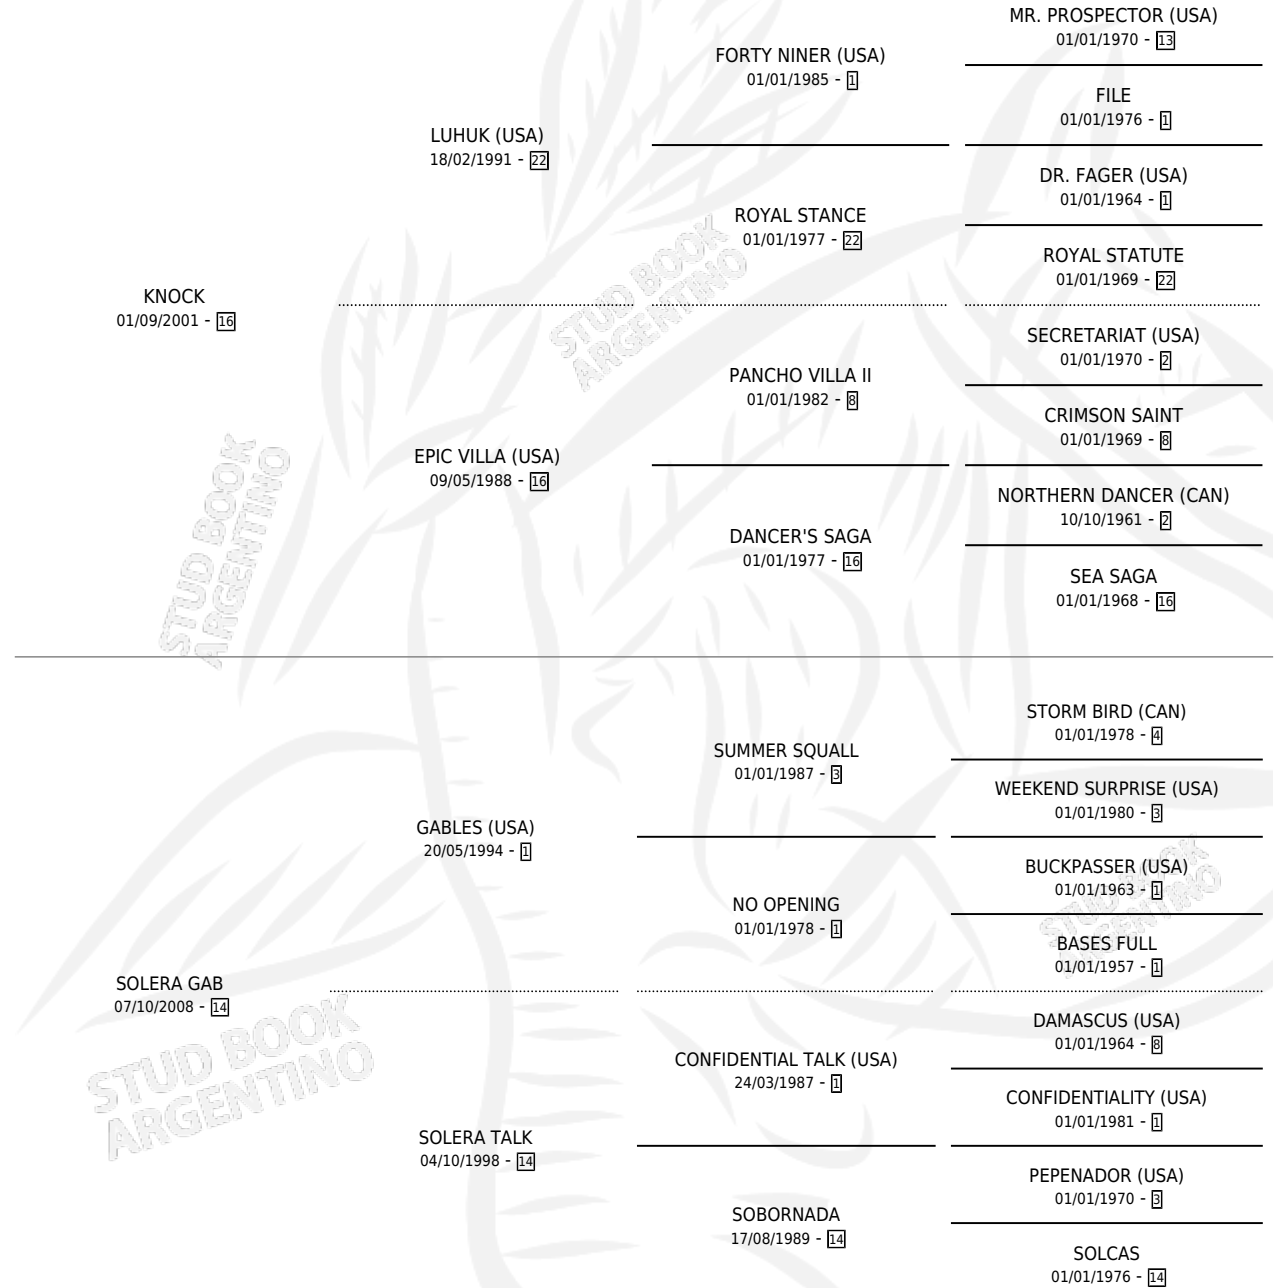 MR. PROSPECTOR (USA)
01/01/1970 - 13
FORTY NINER (USA)
01/01/1985 - 1
FILE
01/01/1976 - 1
LUHUK (USA)
18/02/1991 - 22
DR. FAGER (USA)
01/01/1964 - 1
ROYAL STANCE
01/01/1977 - 22
ROYAL STATUTE
01/01/1969 - 22
KNOCK
01/09/2001 - 16
STUD BOOK
ARGENTINO
SECRETARIAT (USA)
01/01/1970 - 2
PANCHO VILLA II
01/01/1982 - 8
CRIMSON SAINT
01/01/1969 - 8
EPIC VILLA (USA)
09/05/1988 - 16
NORTHERN DANCER (CAN)
10/10/1961 - 2
DANCER'S SAGA
01/01/1977 - 16
SEA SAGA
01/01/1968 - 16
STUD BOOK
ARGENTINO
STORM BIRD (CAN)
01/01/1978 - 4
SUMMER SQUALL
01/01/1987 - 3
WEEKEND SURPRISE (USA)
01/01/1980 - 3
GABLES (USA)
20/05/1994 - 1
BUCKPASSER (USA)
01/01/1963 - 1
NO OPENING
01/01/1978 - 1
BASES FULL
01/01/1957 - 1
STUD BOOK
ARGENTINO
SOLERA GAB
07/10/2008 - 14
STUD BOOK
ARGENTINO
DAMASCUS (USA)
01/01/1964 - 8
CONFIDENTIAL TALK (USA)
24/03/1987 - 1
CONFIDENTIALITY (USA)
01/01/1981 - 1
SOLERA TALK
04/10/1998 - 14
PEPENADOR (USA)
01/01/1970 - 3
SOBORNADA
17/08/1989 - 14
SOLCAS
01/01/1976 - 14